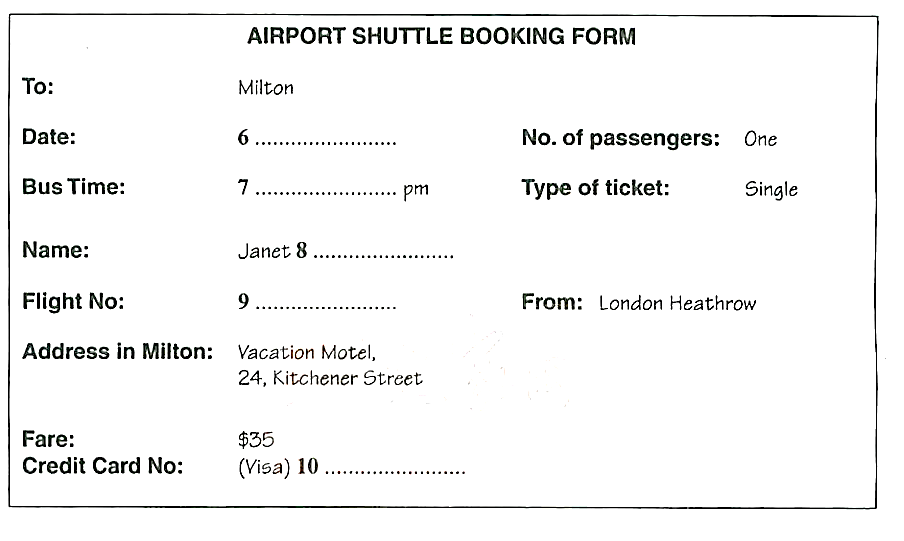 AIRPORT SHUTTLE BOOKING FORM
To: Milton
Date: 6 ........................ No. of passengers: One
Bus Time: 7 ........................ pm Type of ticket: Single
Name: Janet 8 ........................
Flight No: 9 ........................ From: London Heathrow
Address in Milton: Vacation Motel,
24, Kitchener Street
Fare: $35
Credit Card No: (Visa) 10 ........................